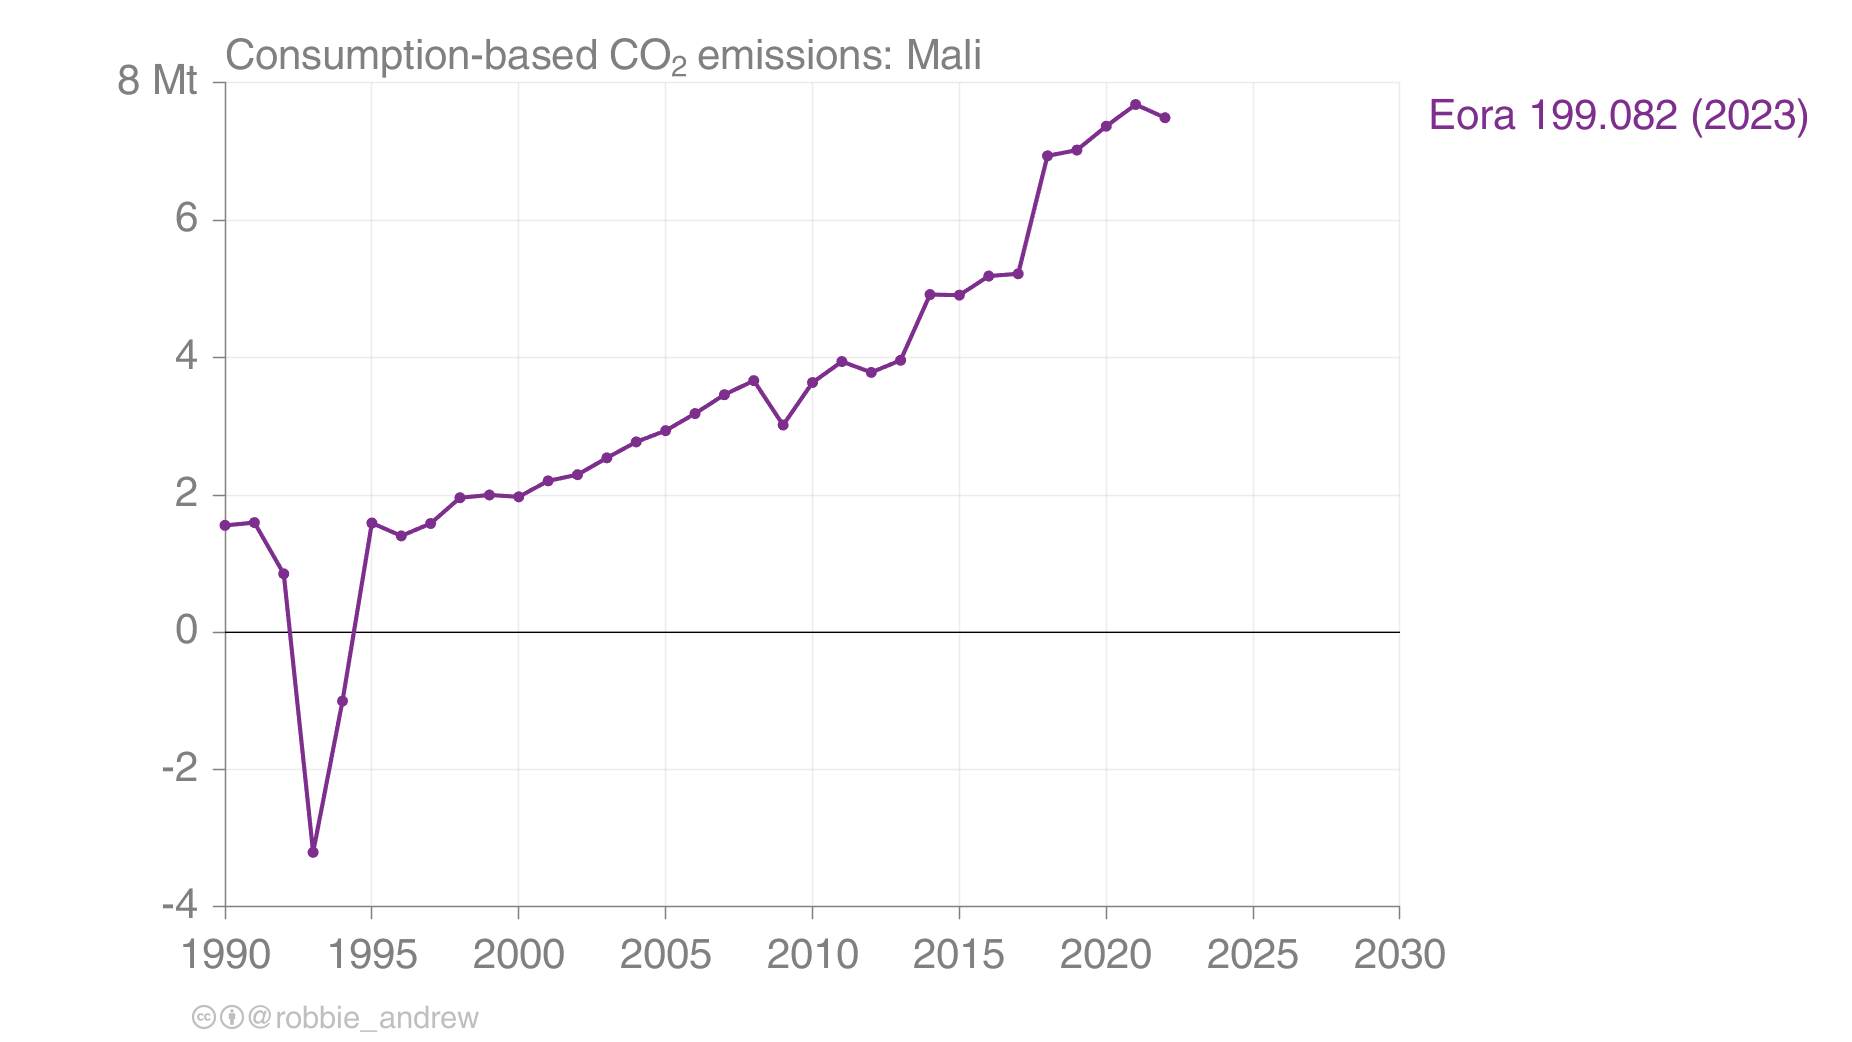 Consumption-based CO₂ emissions: Mali
8 Mt
6
4
2
0
-2
-4
1990 1995 2000 2005 2010 2015 2020 2025 2030
Eora 199.082 (2023)
cc @robbie_andrew